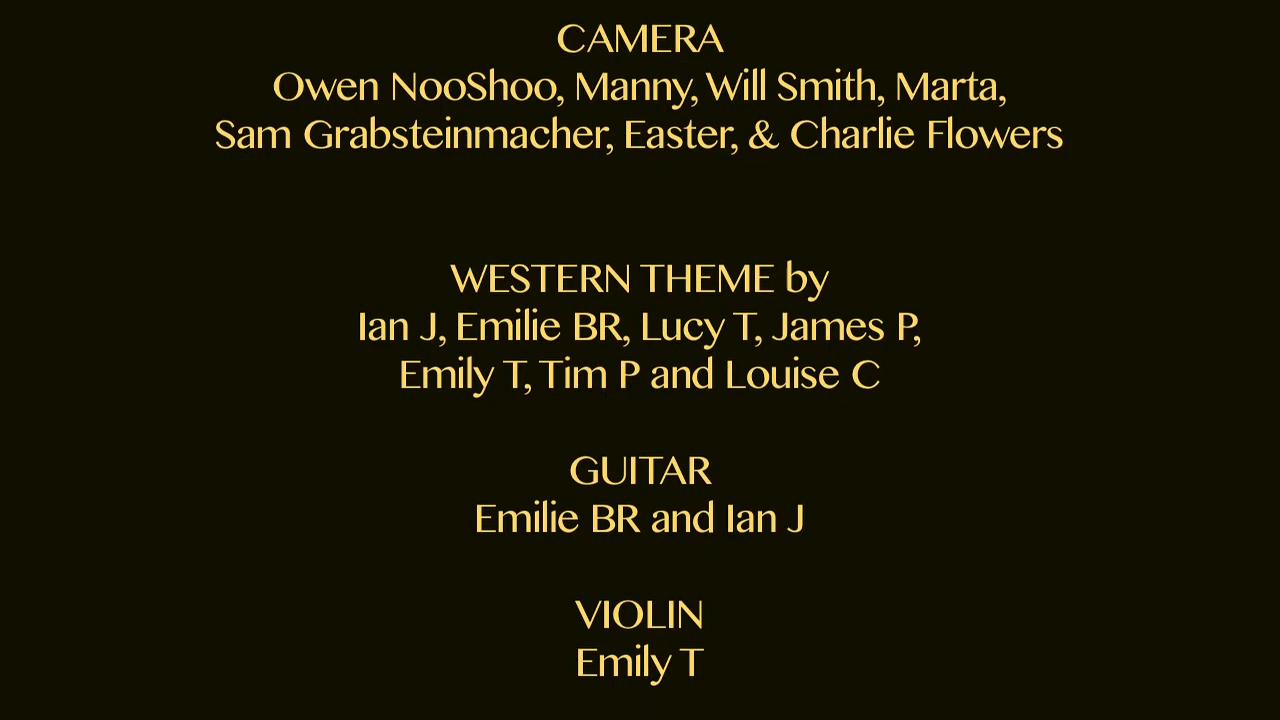 CAMERA
Owen NooShoo, Manny, Will Smith, Marta,
Sam Grabsteinmacher, Easter, & Charlie Flowers
WESTERN THEME by
Ian J, Emilie BR, Lucy T, James P,
Emily T, Tim P and Louise C
GUITAR
Emilie BR and Ian J
VIOLIN
Emily T